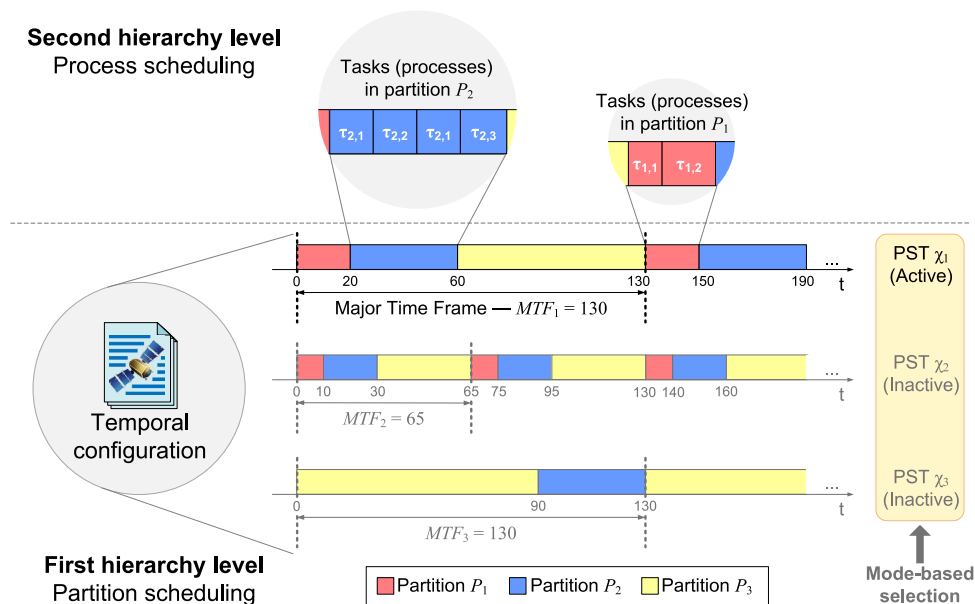 Second hierarchy level
Process scheduling
Tasks (processes)
in partition P2
τ2,1 τ2,2 τ2,1 τ2,3
Tasks (processes)
in partition P1
τ1,1 τ1,2
0 20 60 130 150 190 ... t
Major Time Frame — MTF1 = 130
PST χ1
(Active)
0 10 30 65 75 95 130 140 160 ... t
MTF2 = 65
PST χ2
(Inactive)
Temporal
configuration
0 90 130 ... t
MTF3 = 130
PST χ3
(Inactive)
First hierarchy level
Partition scheduling
Partition P1 Partition P2 Partition P3
Mode-based
selection